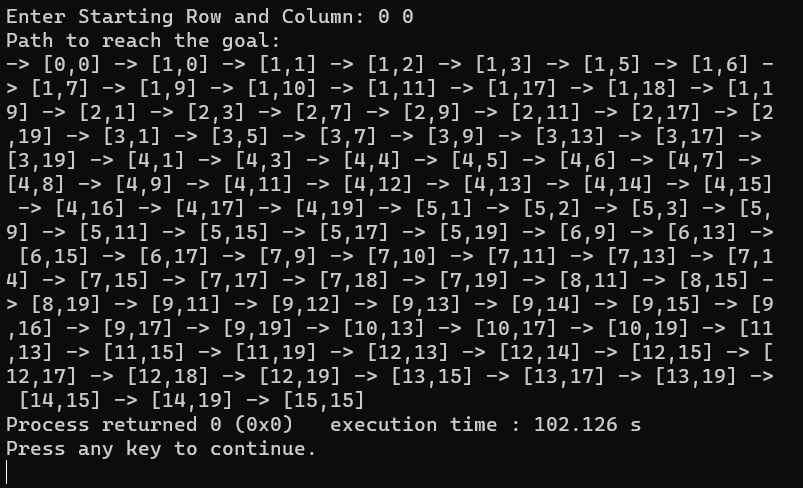 Enter Starting Row and Column: 0 0
Path to reach the goal:
-> [0,0] -> [1,0] -> [1,1] -> [1,2] -> [1,3] -> [1,5] -> [1,6] -
> [1,7] -> [1,9] -> [1,10] -> [1,11] -> [1,17] -> [1,18] -> [1,1
9] -> [2,1] -> [2,3] -> [2,7] -> [2,9] -> [2,11] -> [2,17] -> [2
,19] -> [3,1] -> [3,5] -> [3,7] -> [3,9] -> [3,13] -> [3,17] ->
[3,19] -> [4,1] -> [4,3] -> [4,4] -> [4,5] -> [4,6] -> [4,7] ->
[4,8] -> [4,9] -> [4,11] -> [4,12] -> [4,13] -> [4,14] -> [4,15]
 -> [4,16] -> [4,17] -> [4,19] -> [5,1] -> [5,2] -> [5,3] -> [5,
9] -> [5,11] -> [5,15] -> [5,17] -> [5,19] -> [6,9] -> [6,13] ->
 [6,15] -> [6,17] -> [7,9] -> [7,10] -> [7,11] -> [7,13] -> [7,1
4] -> [7,15] -> [7,17] -> [7,18] -> [7,19] -> [8,11] -> [8,15] -
> [8,19] -> [9,11] -> [9,12] -> [9,13] -> [9,14] -> [9,15] -> [9
,16] -> [9,17] -> [9,19] -> [10,13] -> [10,17] -> [10,19] -> [11
,13] -> [11,15] -> [11,19] -> [12,13] -> [12,14] -> [12,15] -> [
12,17] -> [12,18] -> [12,19] -> [13,15] -> [13,17] -> [13,19] ->
 [14,15] -> [14,19] -> [15,15]
Process returned 0 (0x0)   execution time : 102.126 s
Press any key to continue.